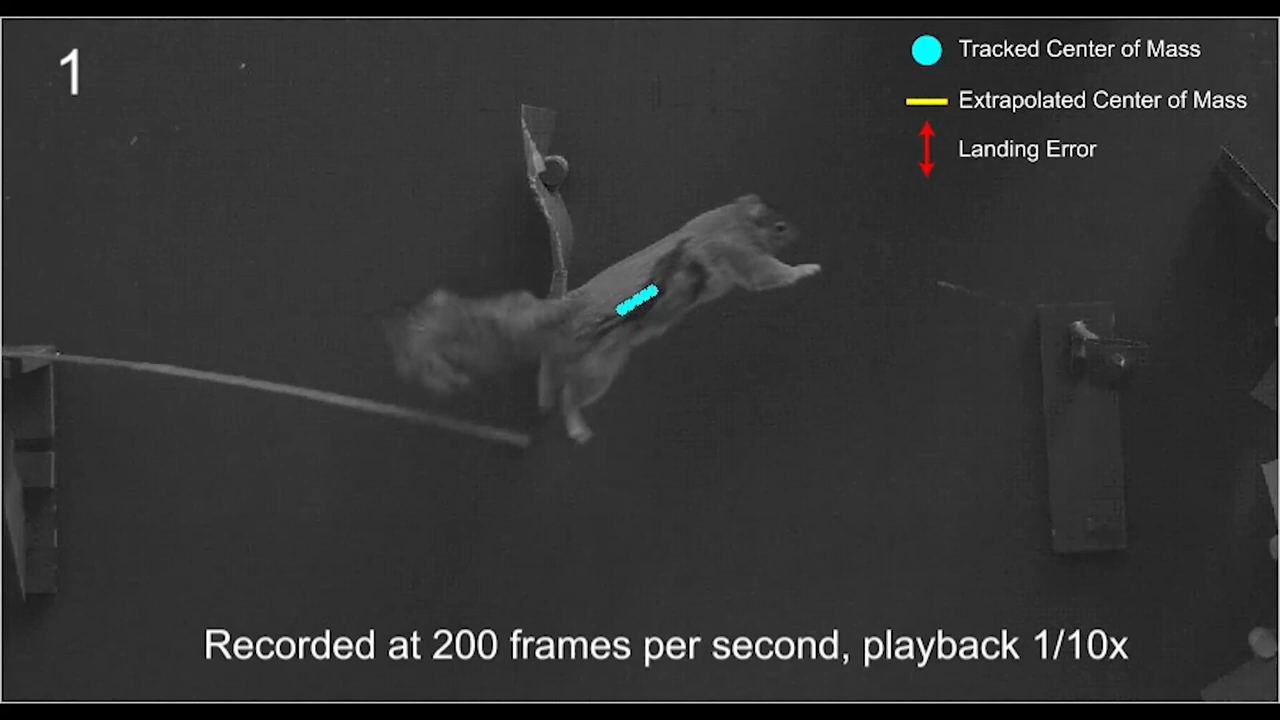 1
Tracked Center of Mass
Extrapolated Center of Mass
Landing Error
Recorded at 200 frames per second, playback 1/10x